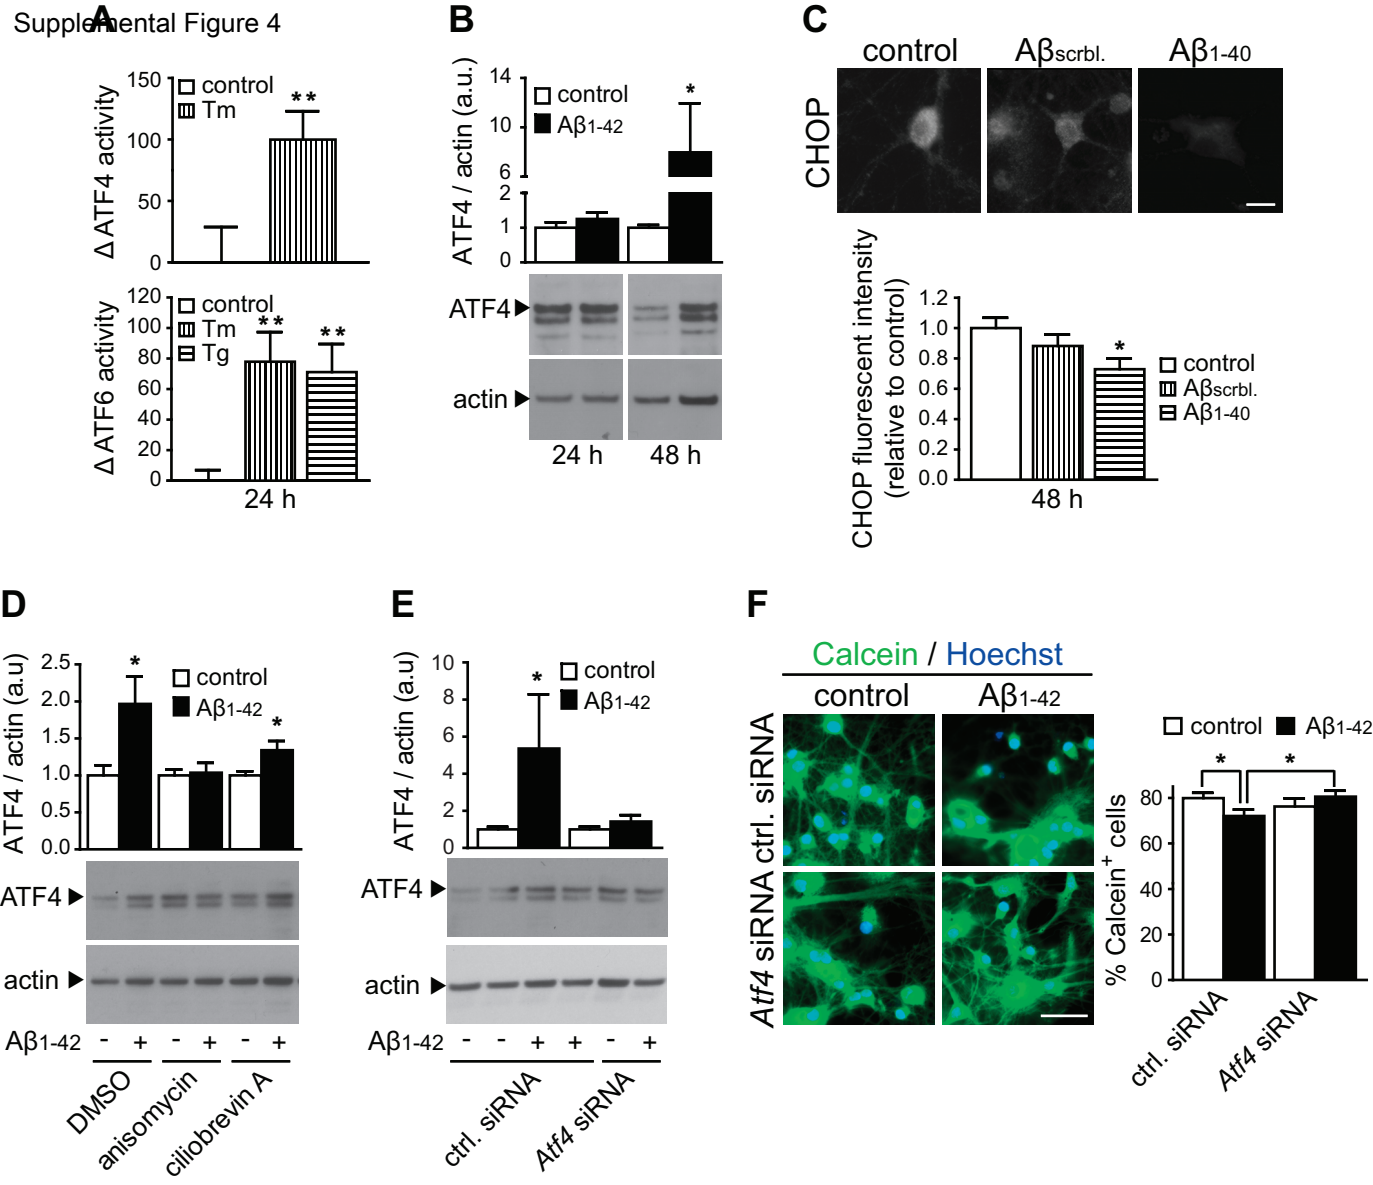 Supplemental Figure 4
A
Δ ATF4 activity
150
100
50
0
control
Tm
**
Δ ATF6 activity
120
100
80
60
40
20
0
control
Tm
Tg
**
**
24 h
B
ATF4 / actin (a.u.)
14
10
6
2
1
0
control
Aβ1-42
*
ATF4
actin
24 h 48 h
C
control Aβscrbl. Aβ1-40
CHOP
CHOP fluorescent intensity
(relative to control)
1.2
1.0
0.8
0.6
0.4
0.2
0.0
*
control
Aβscrbl.
Aβ1-40
48 h
D
ATF4 / actin (a.u)
2.5
2.0
1.5
1.0
0.5
0.0
*
*
control
Aβ1-42
ATF4
actin
Aβ1-42 - + - + - +
DMSO
anisomycin
ciliobrevin A
E
ATF4 / actin (a.u)
10
8
6
4
2
0
*
control
Aβ1-42
ATF4
actin
Aβ1-42 - - + + - +
ctrl. siRNA
Atf4 siRNA
F
Calcein / Hoechst
control Aβ1-42
ctrl. siRNA
Atf4 siRNA
control Aβ1-42
% Calcein+ cells
80
60
40
20
0
* *
ctrl. siRNA
Atf4 siRNA